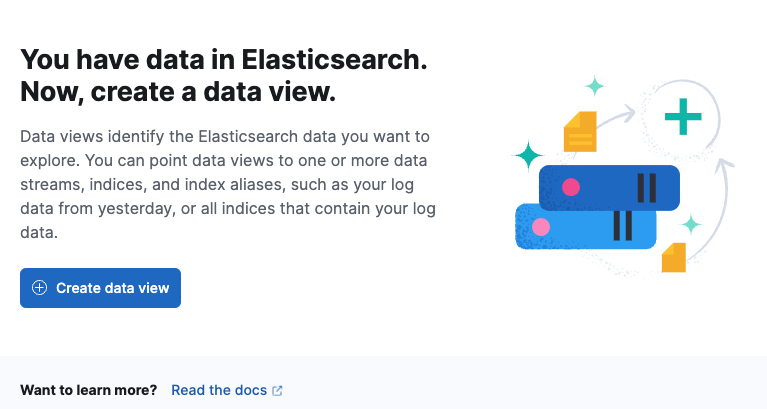 You have data in Elasticsearch.
Now, create a data view.
Data views identify the Elasticsearch data you want to
explore. You can point data views to one or more data
streams, indices, and index aliases, such as your log
data from yesterday, or all indices that contain your log
data.
Create data view
Want to learn more? Read the docs